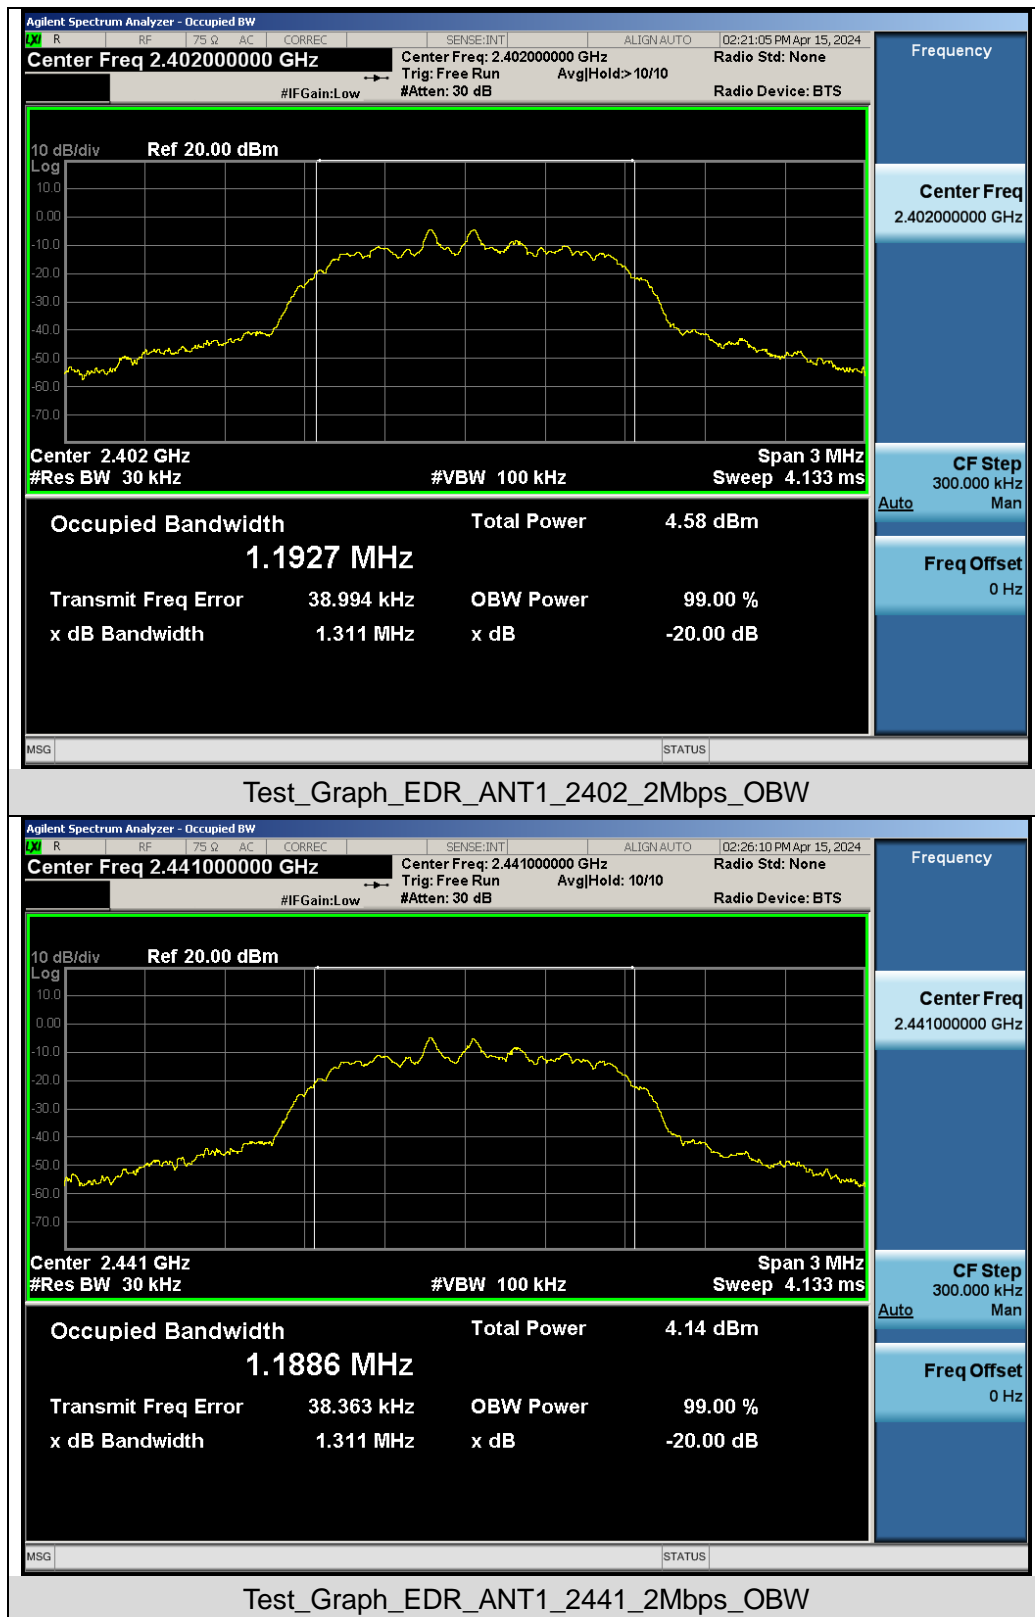 Agilent Spectrum Analyzer - Occupied BW
LXI R RF 75 Ω AC CORREC SENSE:INT ALIGN AUTO 02:21:05 PM Apr 15, 2024
Center Freq 2.402000000 GHz
Center Freq: 2.402000000 GHz Radio Std: None
Trig: Free Run Avg|Hold:> 10/10
#IFGain:Low #Atten: 30 dB Radio Device: BTS
Frequency
10 dB/div Ref 20.00 dBm
Log
10.0
0.00
-10.0
-20.0
-30.0
-40.0
-50.0
-60.0
-70.0
Center 2.402 GHz Span 3 MHz
#Res BW 30 kHz #VBW 100 kHz Sweep 4.133 ms
Center Freq
2.402000000 GHz
CF Step
300.000 kHz
Auto Man
Freq Offset
0 Hz
Occupied Bandwidth Total Power 4.58 dBm
1.1927 MHz
Transmit Freq Error 38.994 kHz OBW Power 99.00 %
x dB Bandwidth 1.311 MHz x dB -20.00 dB
MSG STATUS
Test_Graph_EDR_ANT1_2402_2Mbps_OBW
Agilent Spectrum Analyzer - Occupied BW
LXI R RF 75 Ω AC CORREC SENSE:INT ALIGN AUTO 02:26:10 PM Apr 15, 2024
Center Freq 2.441000000 GHz
Center Freq: 2.441000000 GHz Radio Std: None
Trig: Free Run Avg|Hold: 10/10
#IFGain:Low #Atten: 30 dB Radio Device: BTS
Frequency
10 dB/div Ref 20.00 dBm
Log
10.0
0.00
-10.0
-20.0
-30.0
-40.0
-50.0
-60.0
-70.0
Center 2.441 GHz Span 3 MHz
#Res BW 30 kHz #VBW 100 kHz Sweep 4.133 ms
Center Freq
2.441000000 GHz
CF Step
300.000 kHz
Auto Man
Freq Offset
0 Hz
Occupied Bandwidth Total Power 4.14 dBm
1.1886 MHz
Transmit Freq Error 38.363 kHz OBW Power 99.00 %
x dB Bandwidth 1.311 MHz x dB -20.00 dB
MSG STATUS
Test_Graph_EDR_ANT1_2441_2Mbps_OBW